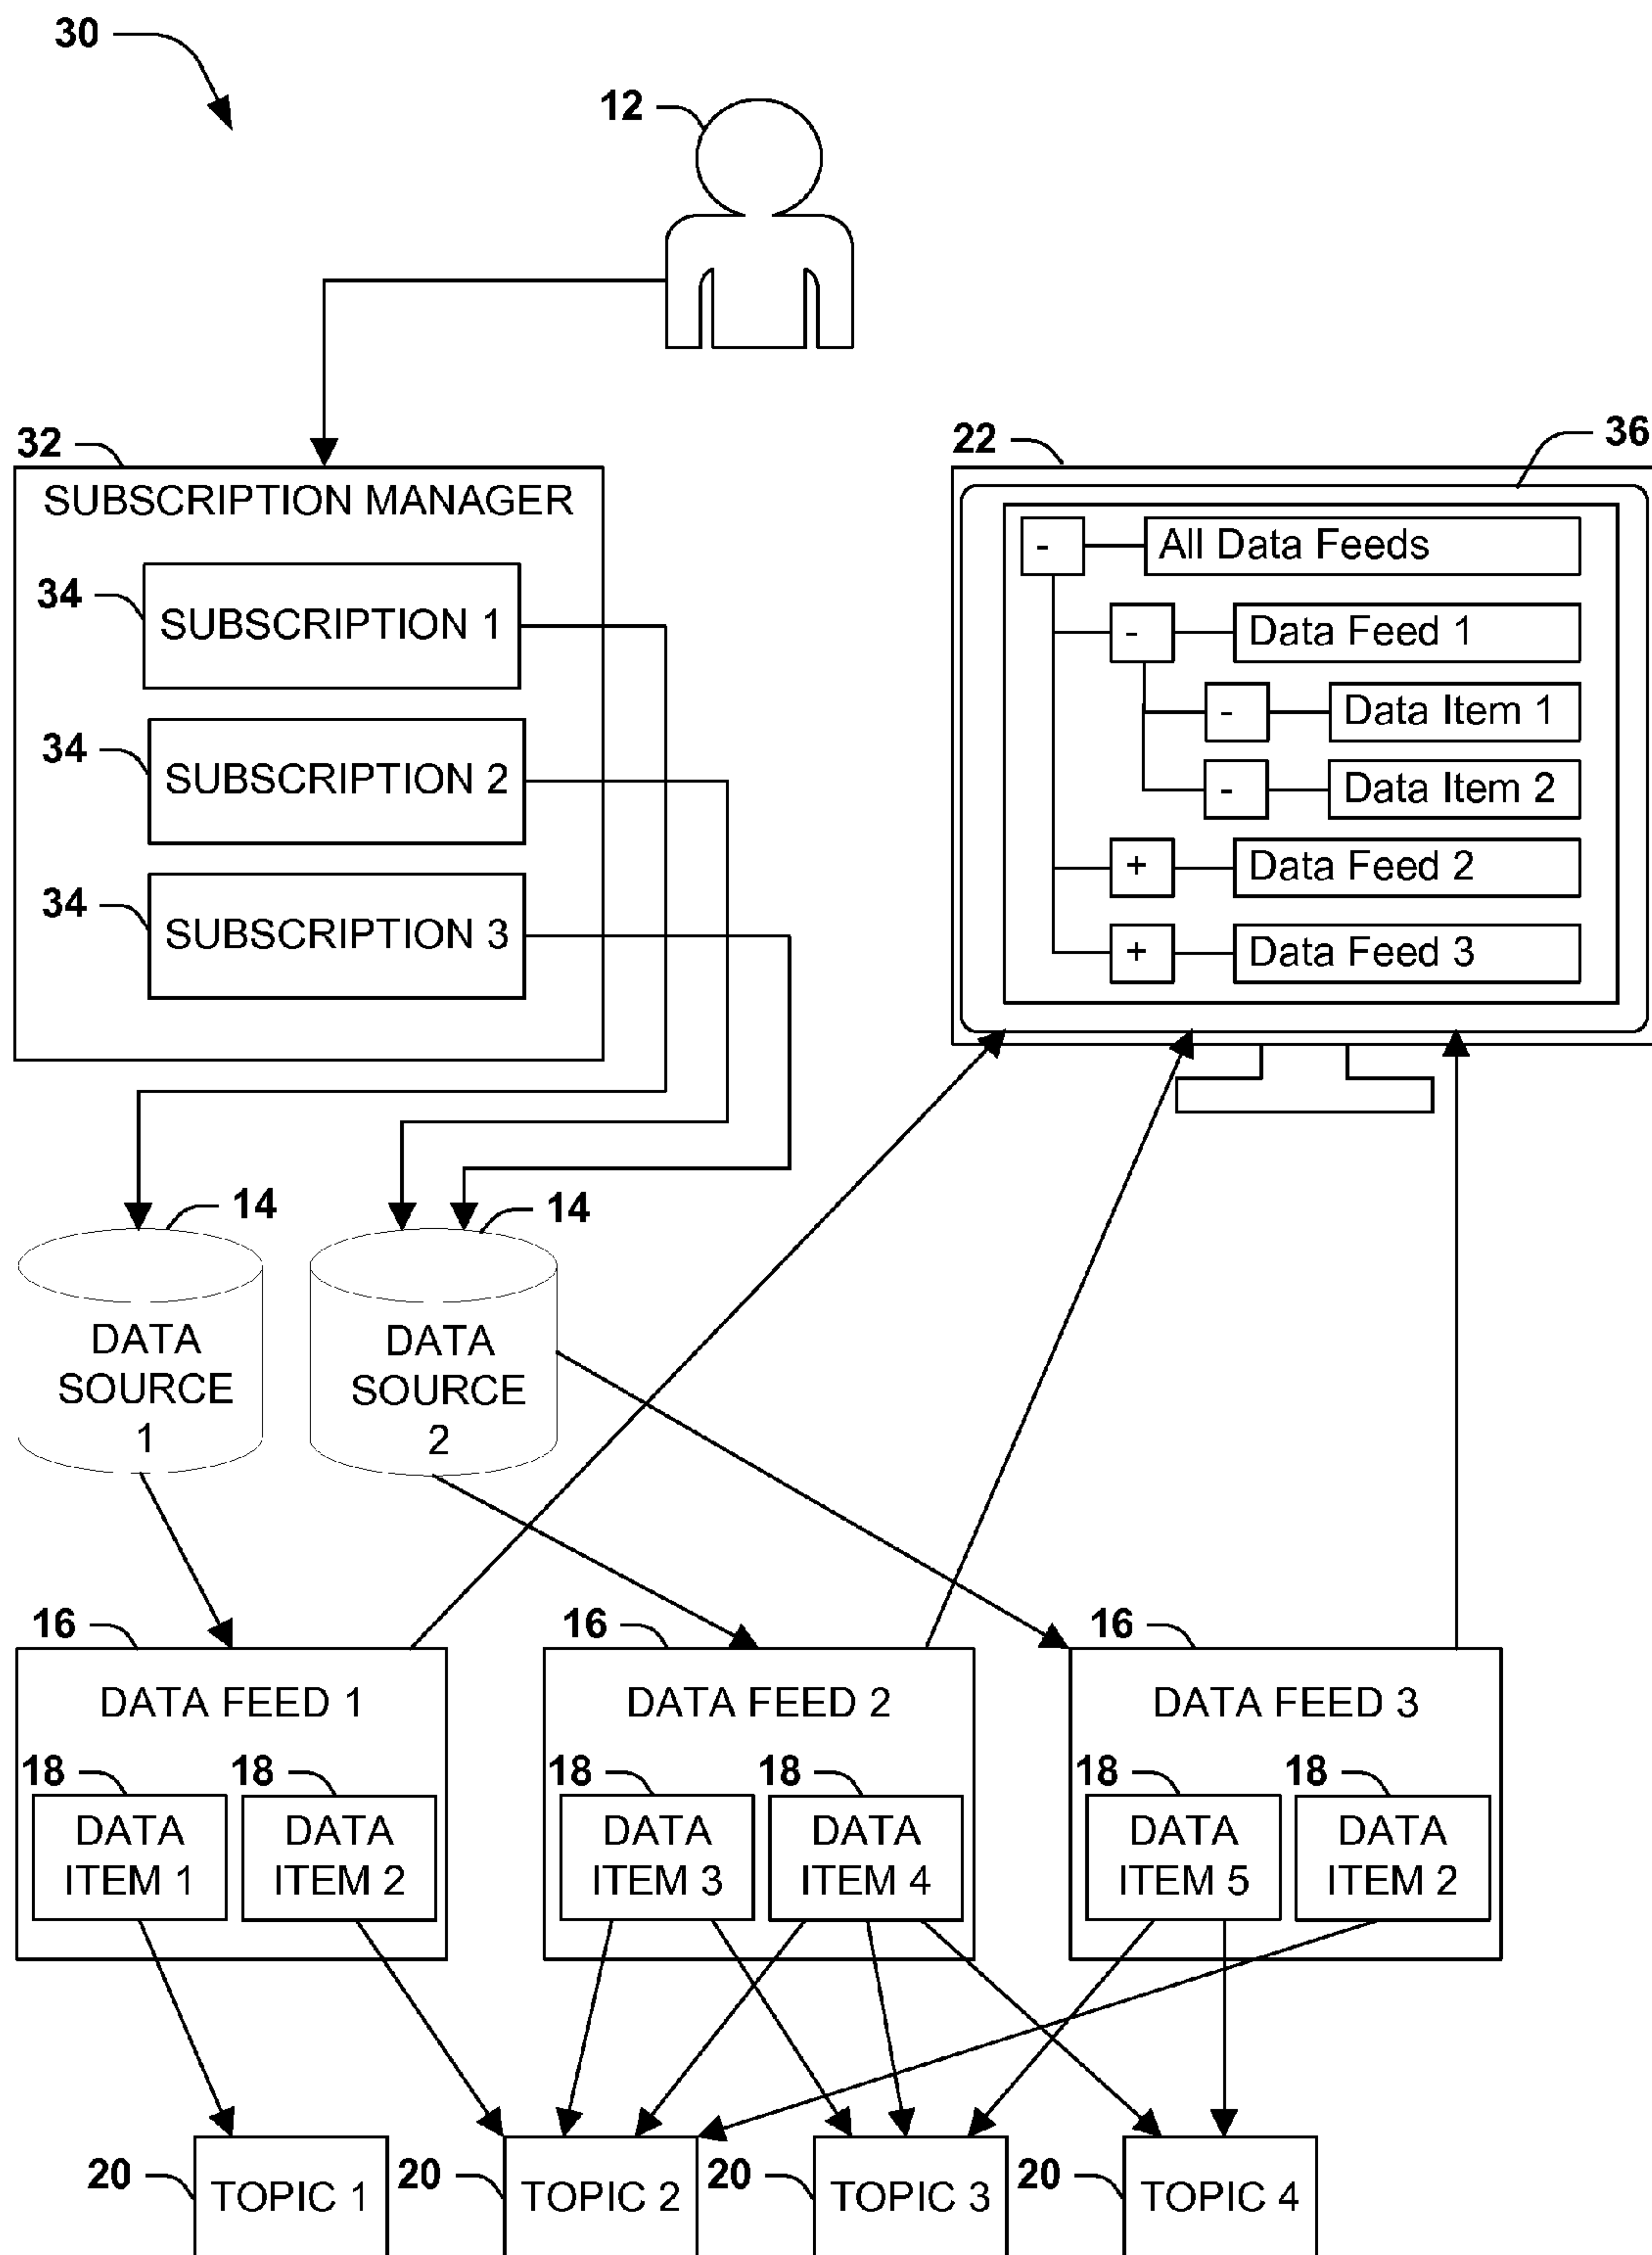 30
12
32
SUBSCRIPTION MANAGER
34
SUBSCRIPTION 1
34
SUBSCRIPTION 2
34
SUBSCRIPTION 3
22
36
- All Data Feeds
- Data Feed 1
- Data Item 1
- Data Item 2
+ Data Feed 2
+ Data Feed 3
14
DATA
SOURCE
1
14
DATA
SOURCE
2
16
DATA FEED 1
18
DATA
ITEM 1
18
DATA
ITEM 2
16
DATA FEED 2
18
DATA
ITEM 3
18
DATA
ITEM 4
16
DATA FEED 3
18
DATA
ITEM 5
18
DATA
ITEM 2
20
TOPIC 1
20
TOPIC 2
20
TOPIC 3
20
TOPIC 4